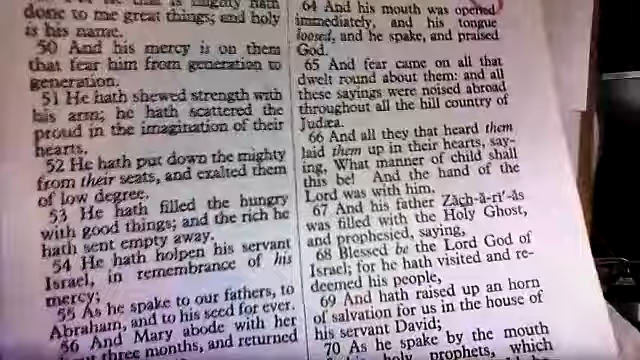 that is mighty hath
done to me great things; and holy
is his name.
50 And his mercy is on them
that fear him from generation to
generation.
51 He hath shewed strength with
his arm; he hath scattered the
proud in the imagination of their
hearts.
52 He hath put down the mighty
from their seats, and exalted them
of low degree.
53 He hath filled the hungry
with good things; and the rich he
hath sent empty away.
54 He hath holpen his servant
Israel, in remembrance of his
mercy;
55 As he spake to our fathers, to
Abraham, and to his seed for ever.
56 And Mary abode with her
about three months, and returned
64 And his mouth was opened
immediately, and his tongue
loosed, and he spake, and praised
God.
65 And fear came on all that
dwelt round about them: and all
these sayings were noised abroad
throughout all the hill country of
Judæa.
66 And all they that heard them
laid them up in their hearts, say-
ing, What manner of child shall
this be! And the hand of the
Lord was with him.
67 And his father Zăch-ă-rī'-ăs
was filled with the Holy Ghost,
and prophesied, saying,
68 Blessed be the Lord God of
Israel; for he hath visited and re-
deemed his people,
69 And hath raised up an horn
of salvation for us in the house of
his servant David;
70 As he spake by the mouth
holy prophets, which